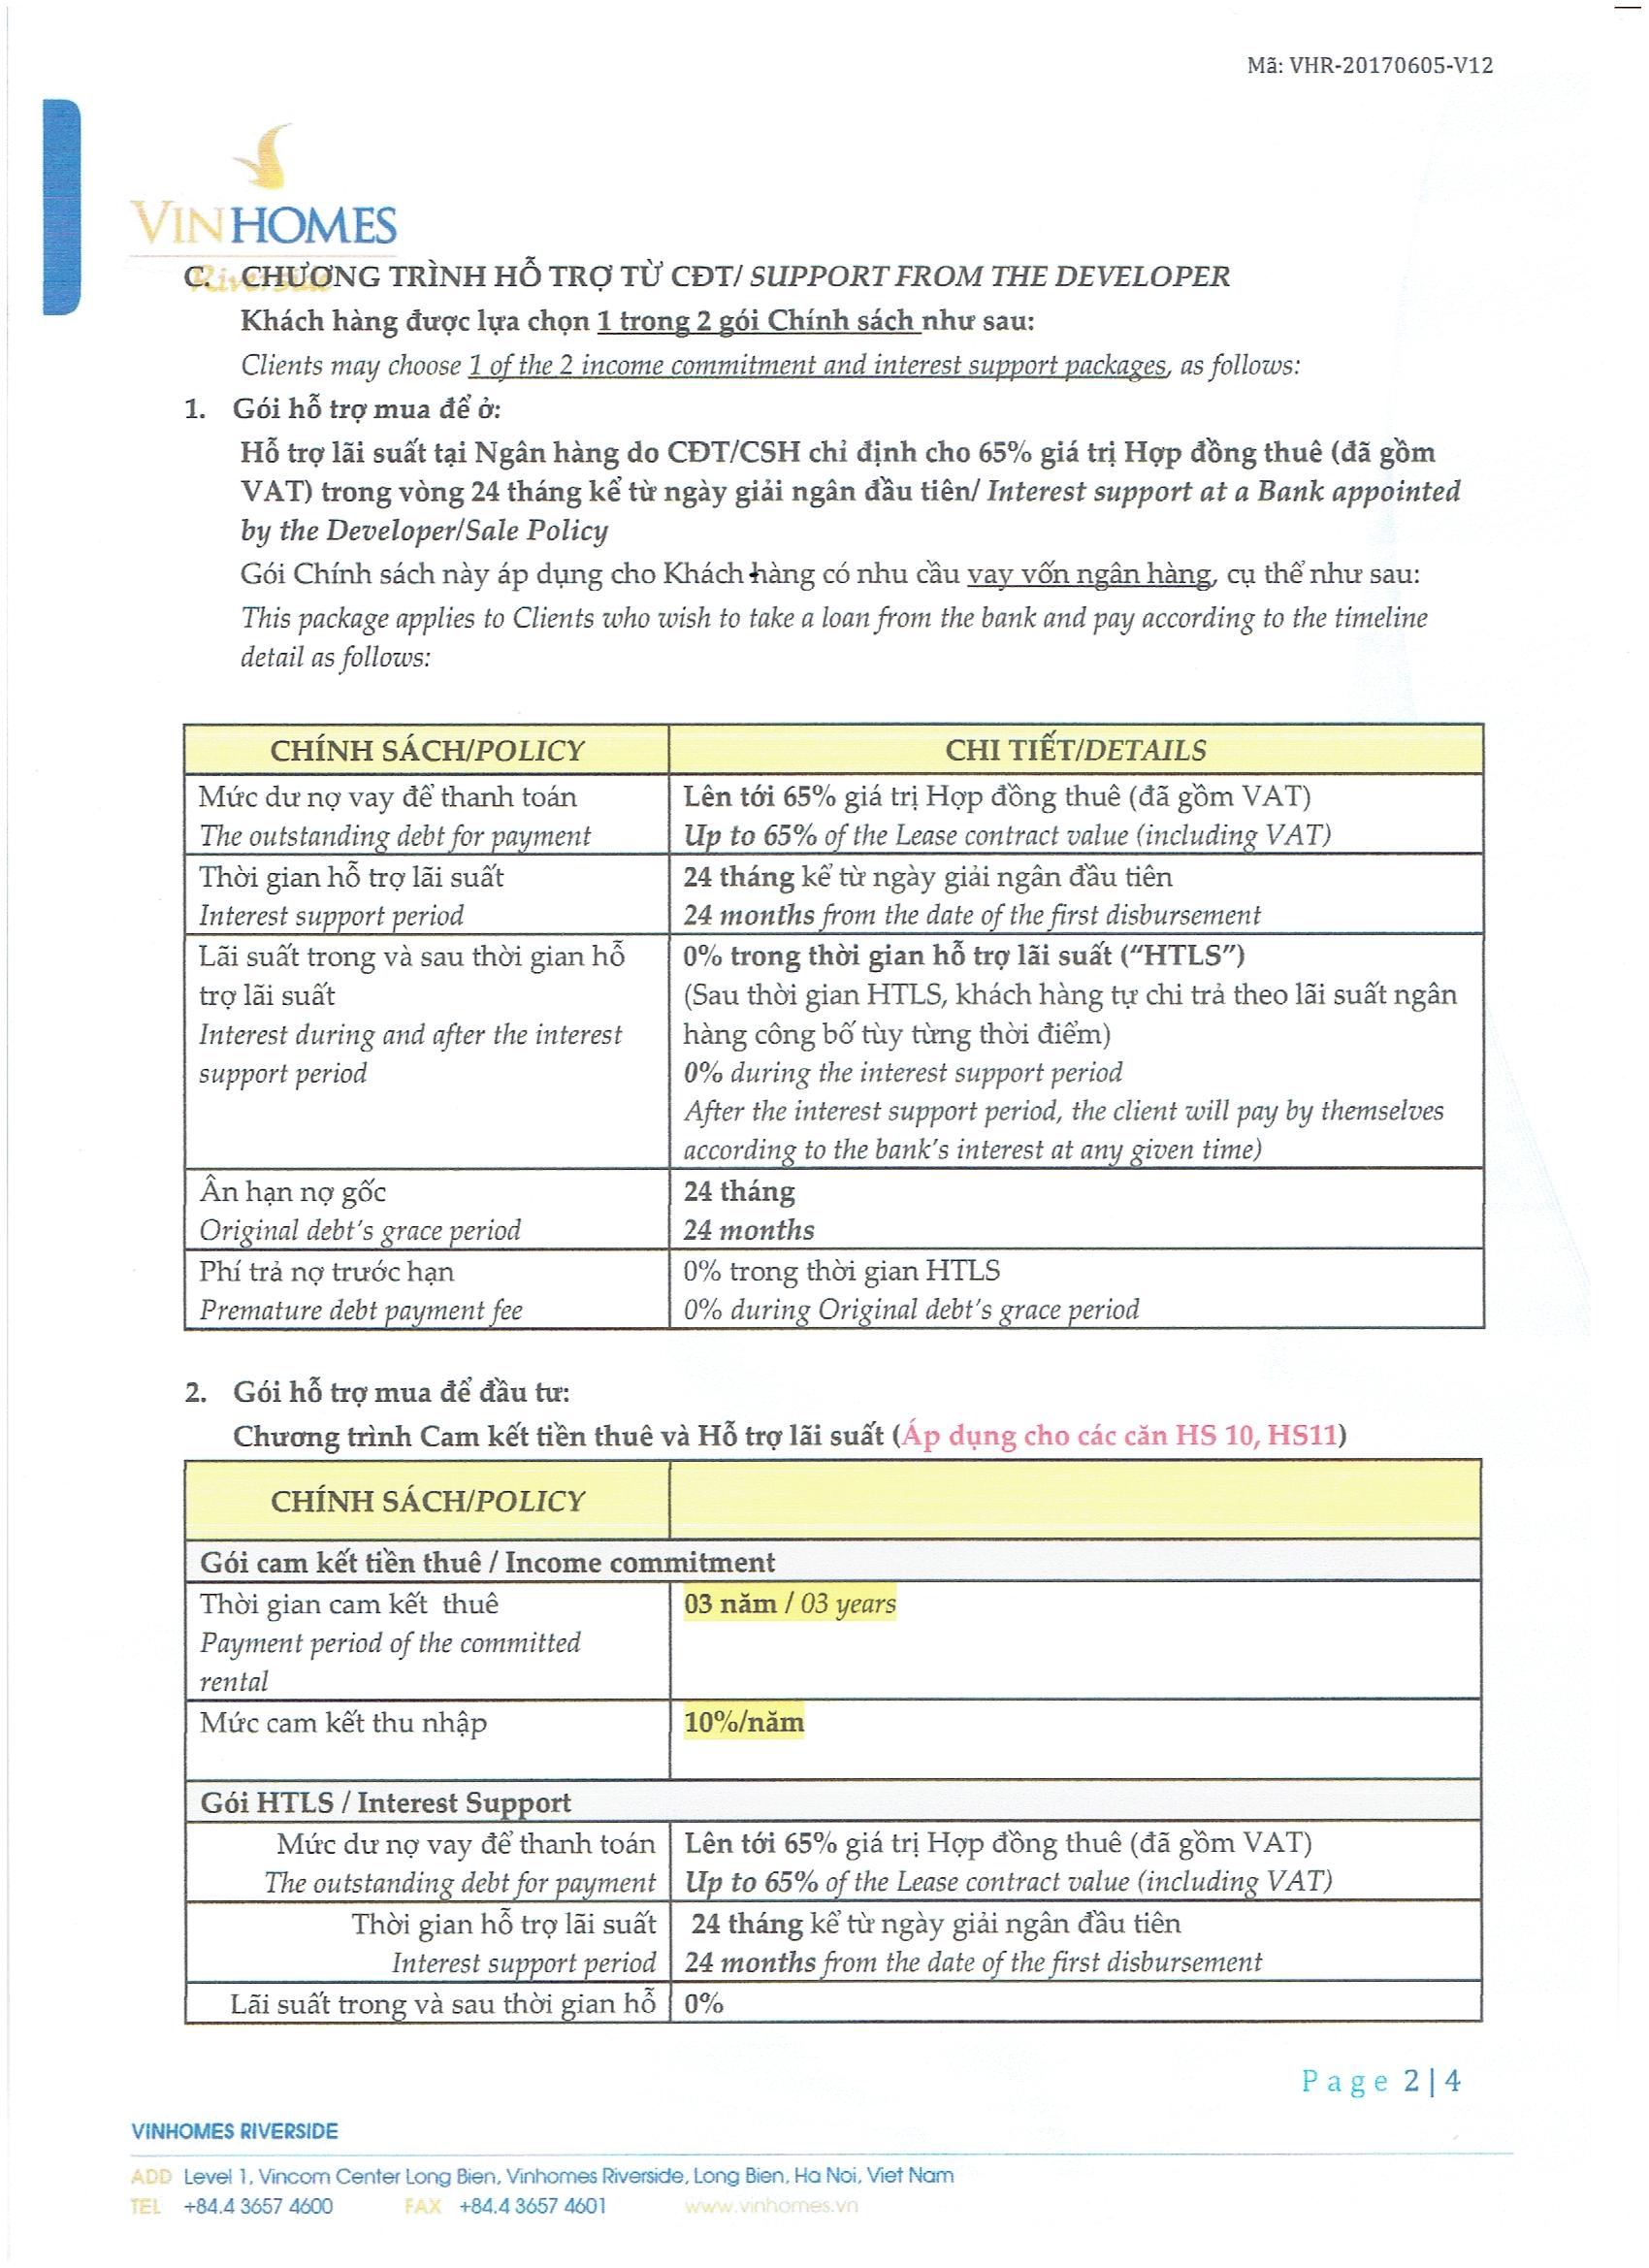 Mã: VHR-20170605-V12
VINHOMES
Riverside
C. CHƯƠNG TRÌNH HỖ TRỢ TỪ CĐT/ SUPPORT FROM THE DEVELOPER
Khách hàng được lựa chọn 1 trong 2 gói Chính sách như sau:
Clients may choose 1 of the 2 income commitment and interest support packages, as follows:
1. Gói hỗ trợ mua để ở:
Hỗ trợ lãi suất tại Ngân hàng do CĐT/CSH chỉ định cho 65% giá trị Hợp đồng thuê (đã gồm
VAT) trong vòng 24 tháng kể từ ngày giải ngân đầu tiên/ Interest support at a Bank appointed
by the Developer/Sale Policy
Gói Chính sách này áp dụng cho Khách hàng có nhu cầu vay vốn ngân hàng, cụ thể như sau:
This package applies to Clients who wish to take a loan from the bank and pay according to the timeline
detail as follows:
CHÍNH SÁCH/POLICY
CHI TIẾT/DETAILS
Mức dư nợ vay để thanh toán
The outstanding debt for payment
Lên tới 65% giá trị Hợp đồng thuê (đã gồm VAT)
Up to 65% of the Lease contract value (including VAT)
Thời gian hỗ trợ lãi suất
Interest support period
24 tháng kể từ ngày giải ngân đầu tiên
24 months from the date of the first disbursement
Lãi suất trong và sau thời gian hỗ
trợ lãi suất
Interest during and after the interest
support period
0% trong thời gian hỗ trợ lãi suất (“HTLS”)
(Sau thời gian HTLS, khách hàng tự chi trả theo lãi suất ngân
hàng công bố tùy từng thời điểm)
0% during the interest support period
After the interest support period, the client will pay by themselves
according to the bank's interest at any given time)
Ân hạn nợ gốc
Original debt's grace period
24 tháng
24 months
Phí trả nợ trước hạn
Premature debt payment fee
0% trong thời gian HTLS
0% during Original debt's grace period
2. Gói hỗ trợ mua để đầu tư:
Chương trình Cam kết tiền thuê và Hỗ trợ lãi suất (Áp dụng cho các căn HS 10, HS11)
CHÍNH SÁCH/POLICY
Gói cam kết tiền thuê / Income commitment
Thời gian cam kết thuê
Payment period of the committed
rental
03 năm / 03 years
Mức cam kết thu nhập
10%/năm
Gói HTLS / Interest Support
Mức dư nợ vay để thanh toán
The outstanding debt for payment
Lên tới 65% giá trị Hợp đồng thuê (đã gồm VAT)
Up to 65% of the Lease contract value (including VAT)
Thời gian hỗ trợ lãi suất
Interest support period
24 tháng kể từ ngày giải ngân đầu tiên
24 months from the date of the first disbursement
Lãi suất trong và sau thời gian hỗ
0%
Page 2|4
VINHOMES RIVERSIDE
ADD Level 1, Vincom Center Long Bien, Vinhomes Riverside, Long Bien, Ha Noi, Viet Nam
TEL +84.4 3657 4600 FAX +84.4 3657 4601 www.vinhomes.vn